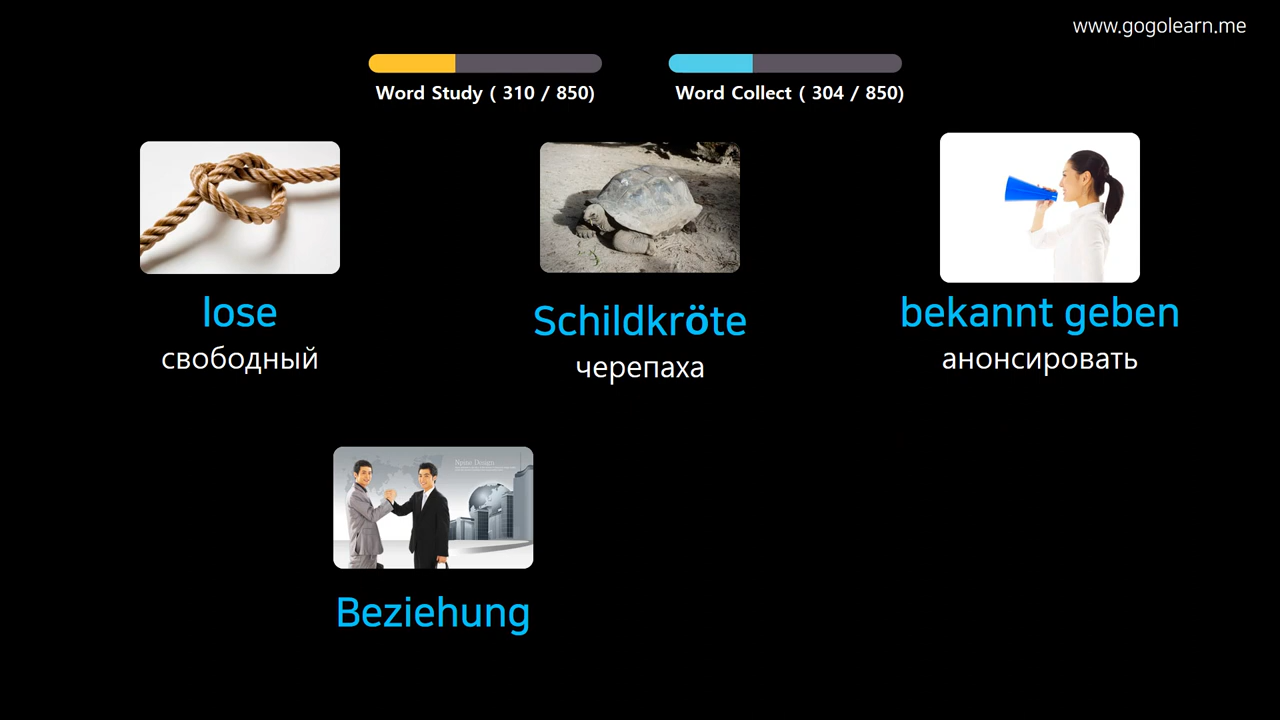 www.gogolearn.me
Word Study ( 310 / 850)
Word Collect ( 304 / 850)
lose
свободный
Schildkröte
черепаха
bekannt geben
анонсировать
Beziehung